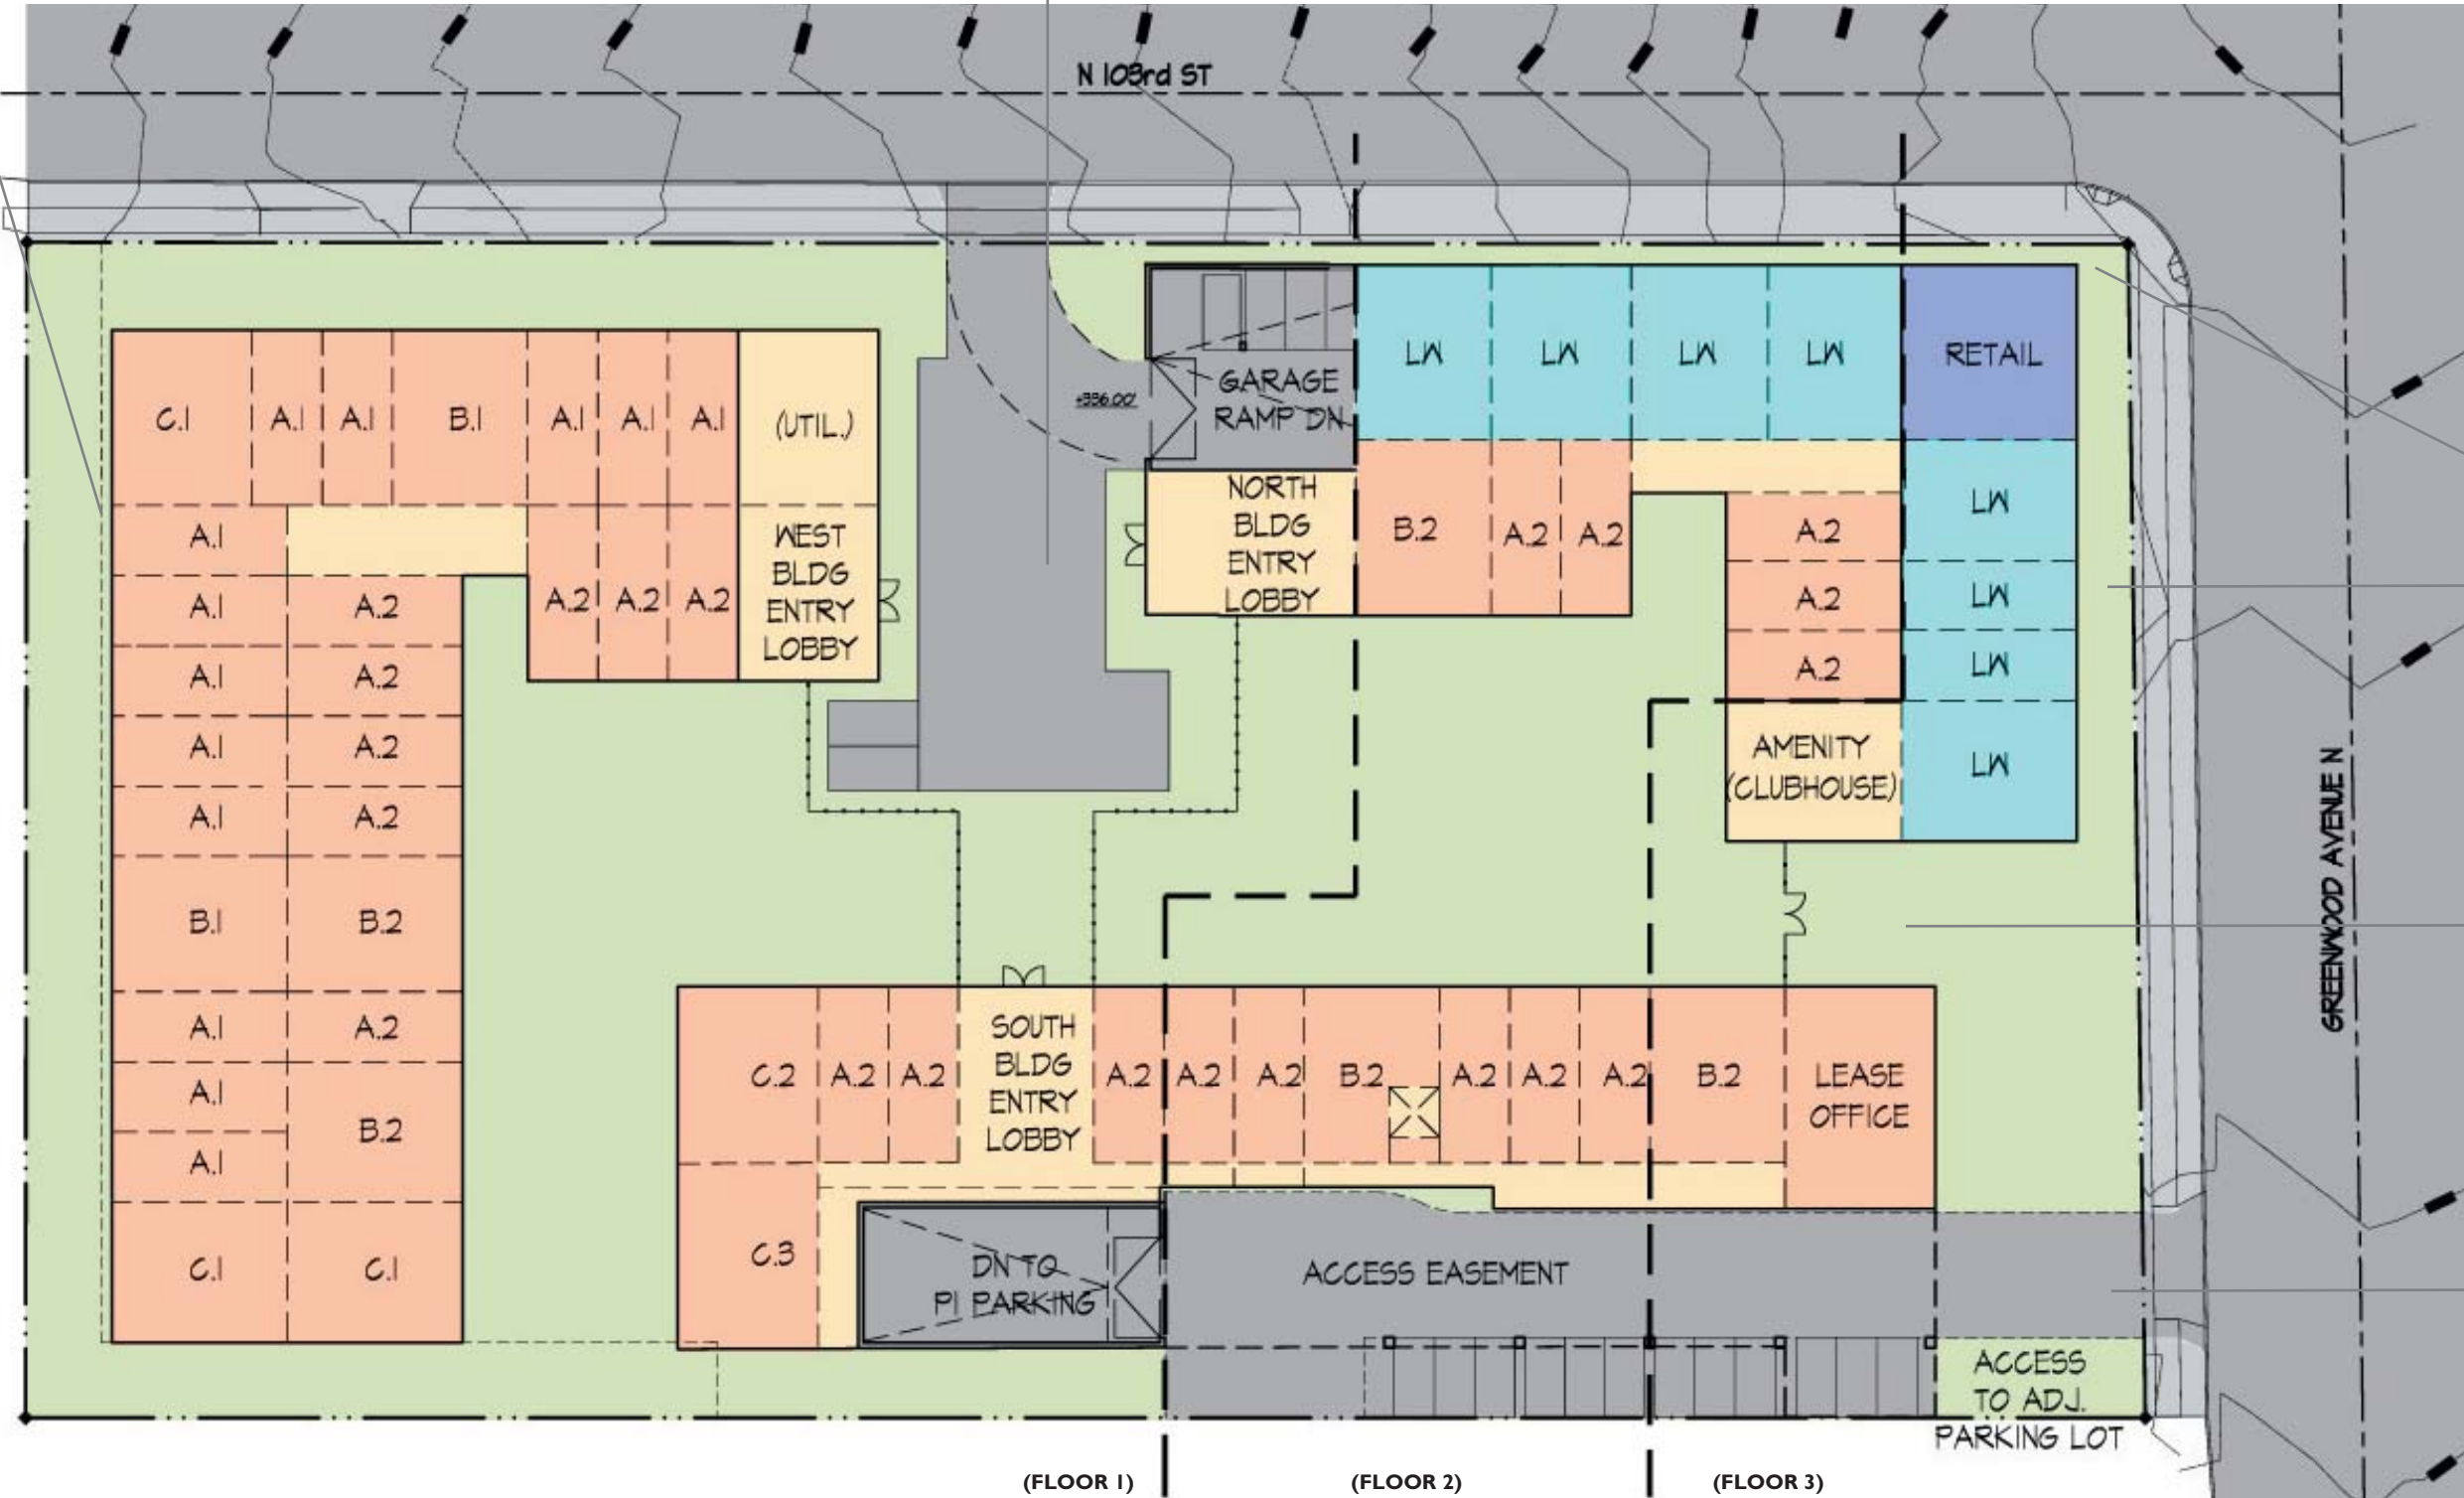 N 103rd ST
+336.00'
GARAGE
RAMP DN
LW
LW
LW
LW
RETAIL
C.1
A.1
A.1
B.1
A.1
A.1
A.1
(UTIL.)
NORTH
BLDG
ENTRY
LOBBY
B.2
A.2
A.2
A.2
A.2
A.2
LW
LW
LW
LW
WEST
BLDG
ENTRY
LOBBY
A.1
A.1
A.2
A.2
A.2
A.2
A.1
A.2
A.1
A.2
A.1
A.2
AMENITY
(CLUBHOUSE)
B.1
B.2
A.1
A.2
A.1
B.2
A.1
C.1
C.1
GREENWOOD AVENUE N
C.2
A.2
A.2
SOUTH
BLDG
ENTRY
LOBBY
A.2
A.2
A.2
B.2
A.2
A.2
A.2
B.2
LEASE
OFFICE
C.3
DN TO
P1 PARKING
ACCESS EASEMENT
ACCESS
TO ADJ.
PARKING LOT
(FLOOR 1)
(FLOOR 2)
(FLOOR 3)